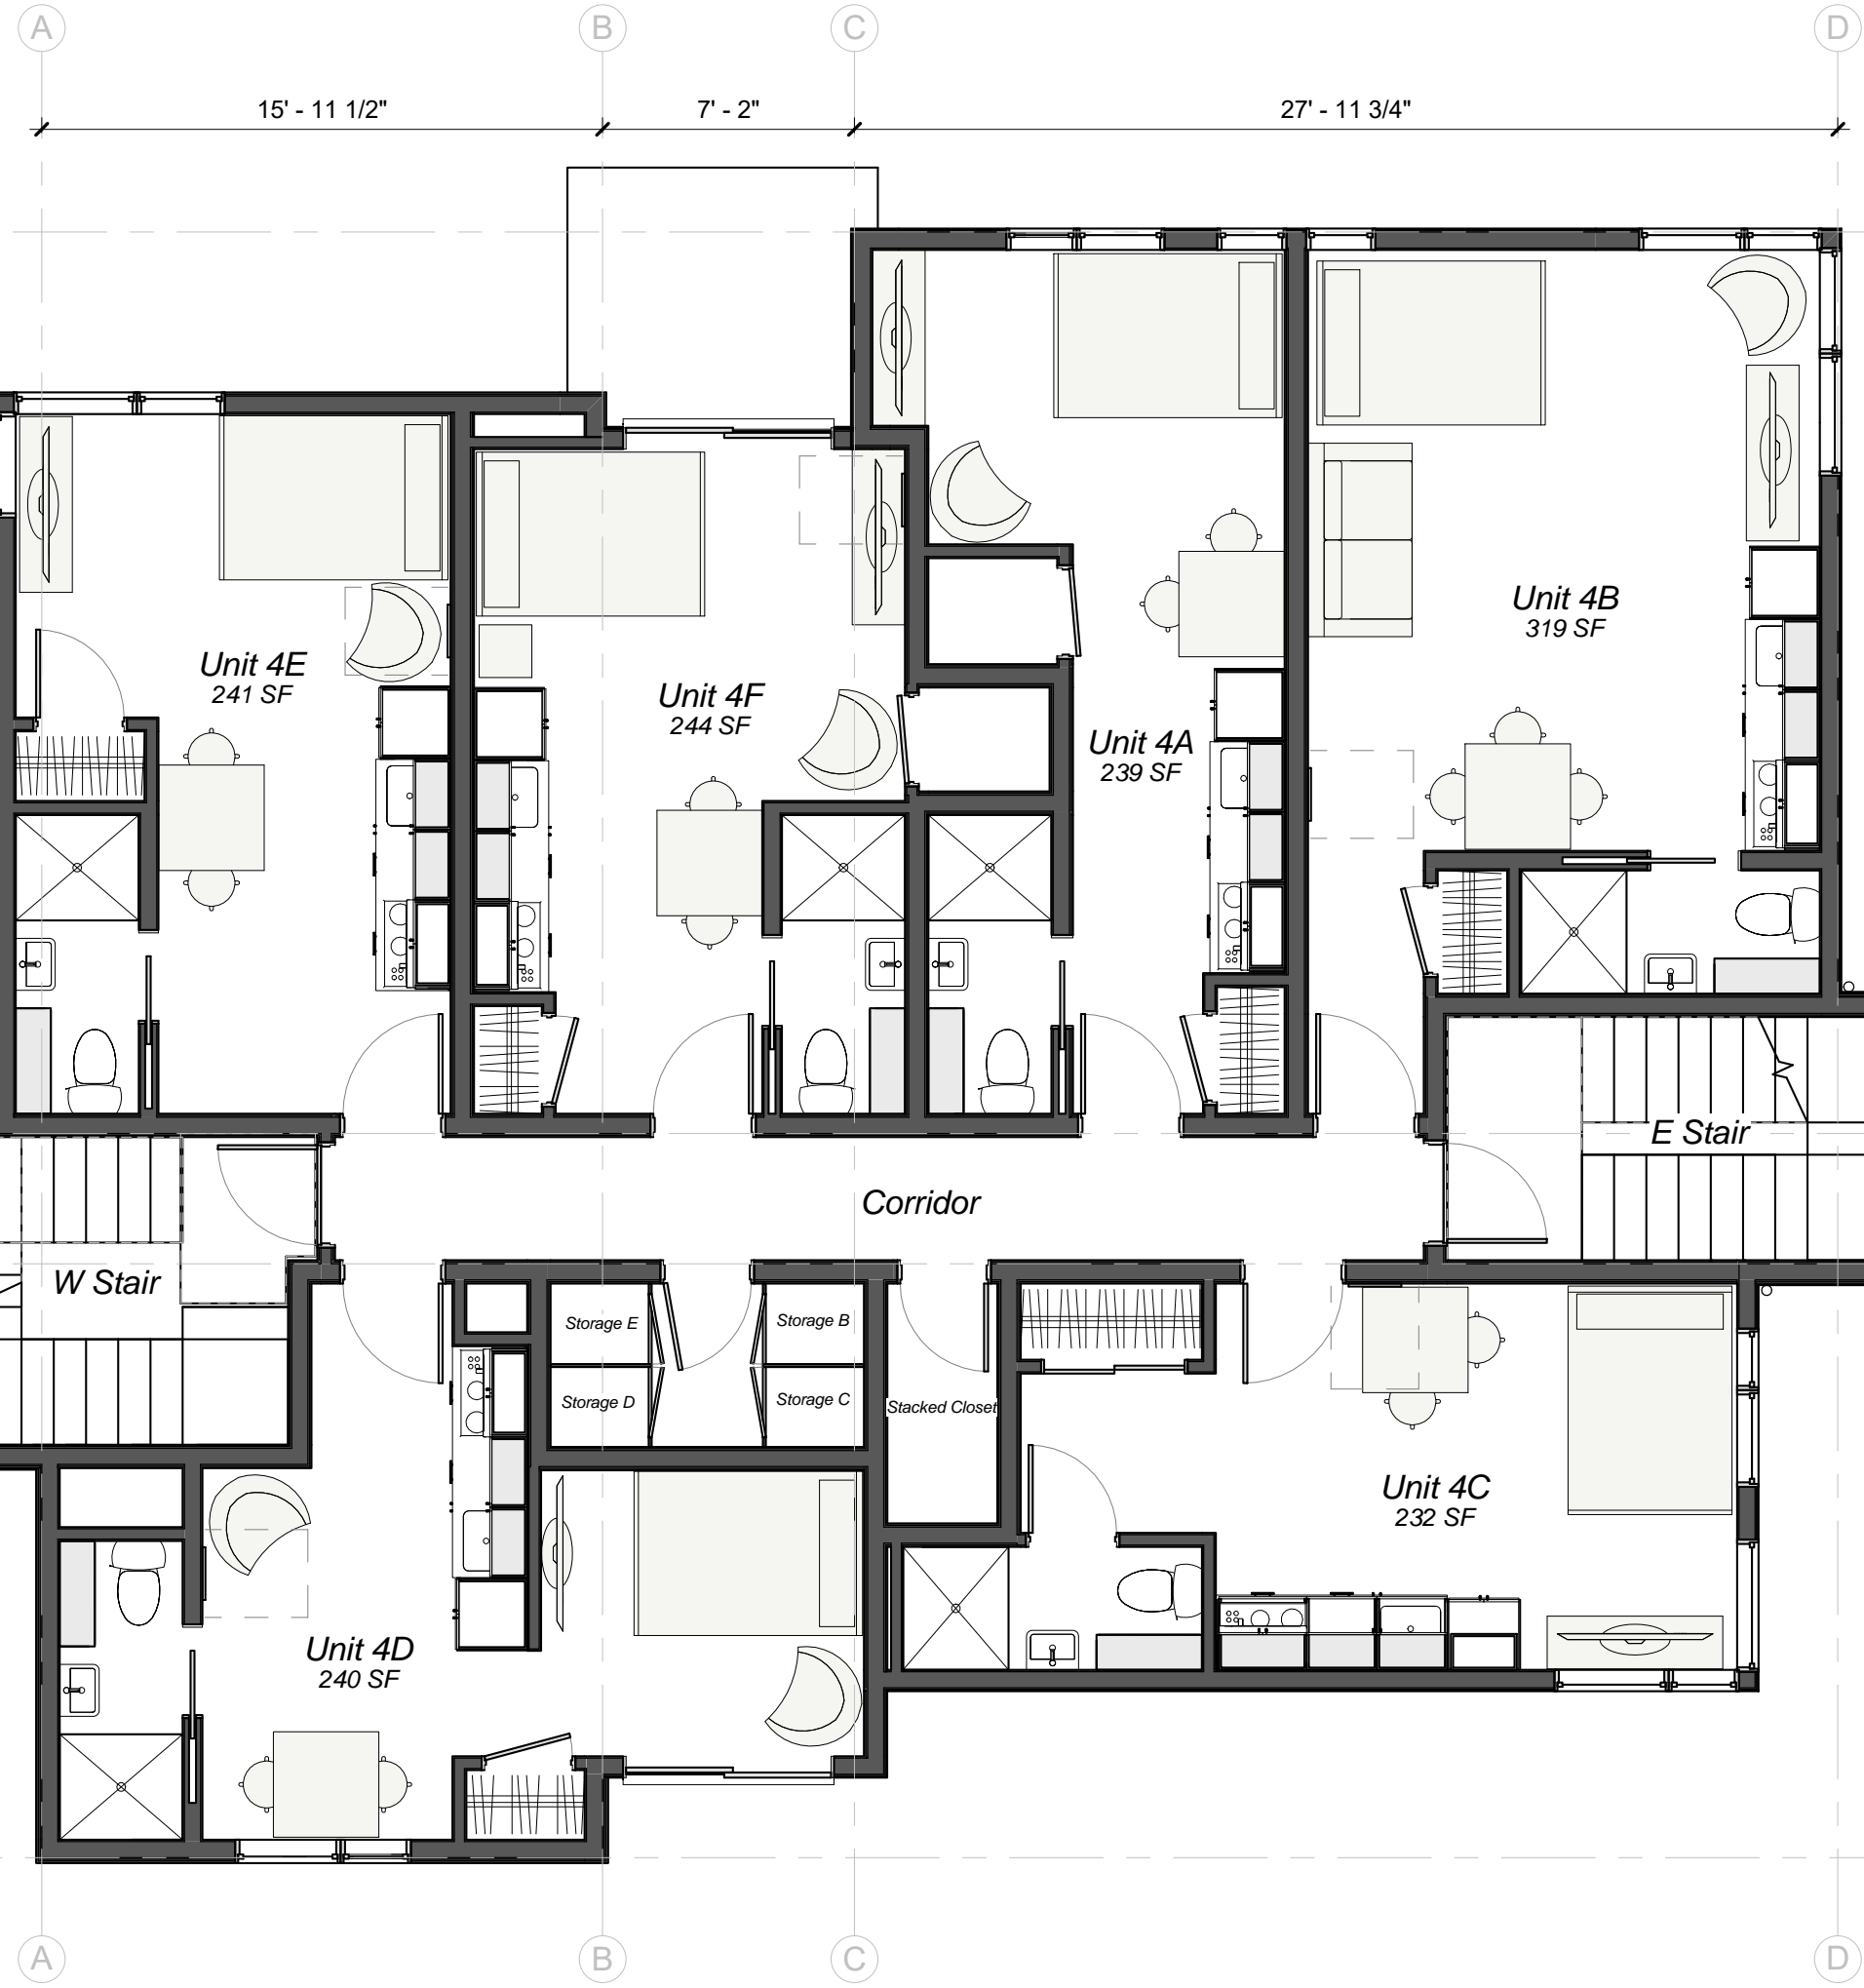 A B C D
15' - 11 1/2" 7' - 2" 27' - 11 3/4"
Unit 4B
319 SF
Unit 4E
241 SF
Unit 4F
244 SF
Unit 4A
239 SF
E Stair
Corridor
W Stair
Storage E
Storage B
Storage D
Storage C
Stacked Closet
Unit 4C
232 SF
Unit 4D
240 SF
A B C D